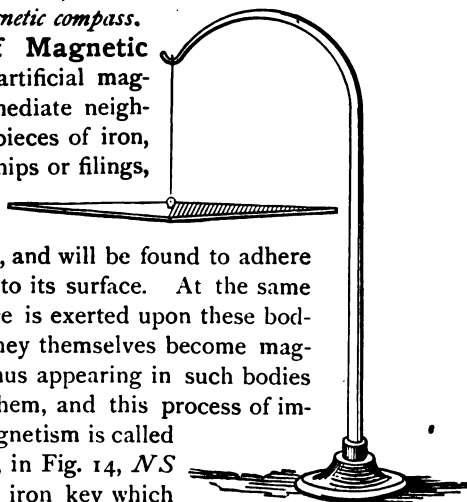 netic compass.
f Magnetic
artificial mag-
mediate neigh-
pieces of iron,
hips or filings,
, and will be found to adhere
to its surface. At the same
e is exerted upon these bod-
hey themselves become mag-
hus appearing in such bodies
hem, and this process of im-
gnetism is called
, in Fig. 14, NS
iron key which